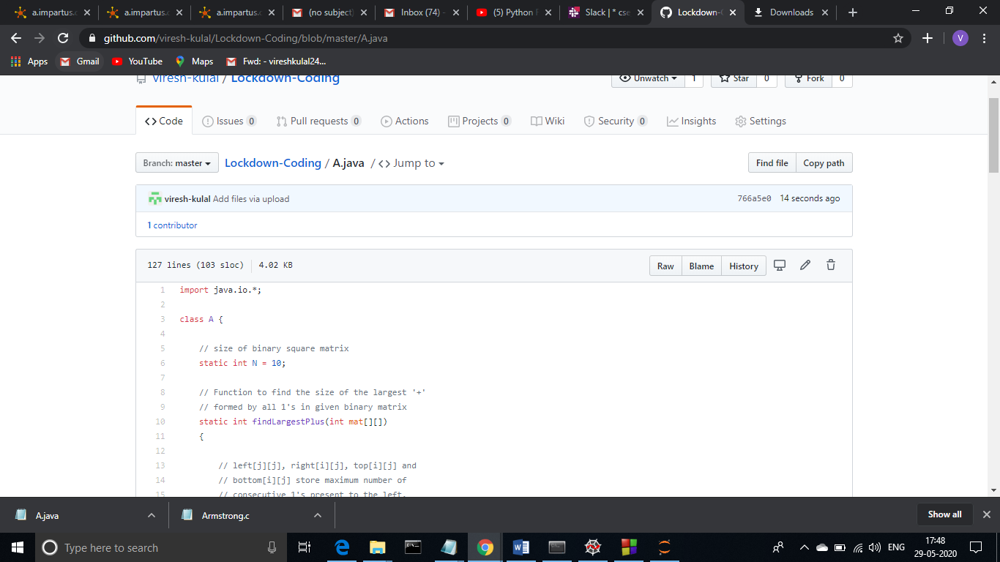 a.impartus.c a.impartus.c a.impartus.c (no subject) Inbox (74) - (5) Python F Slack | * cse Lockdown-C Downloads
github.com/viresh-kulal/Lockdown-Coding/blob/master/A.java V
Apps Gmail YouTube Maps Fwd: - vireshkulal24...
viresh-kulal / Lockdown-Coding Unwatch 1 Star 0 Fork 0
Code Issues 0 Pull requests 0 Actions Projects 0 Wiki Security 0 Insights Settings
Branch: master Lockdown-Coding / A.java / <> Jump to Find file Copy path
viresh-kulal Add files via upload 766a5e0 14 seconds ago
1 contributor
127 lines (103 sloc) 4.02 KB Raw Blame History
1 import java.io.*;
2
3 class A {
4
5 // size of binary square matrix
6 static int N = 10;
7
8 // Function to find the size of the largest '+'
9 // formed by all 1's in given binary matrix
10 static int findLargestPlus(int mat[][])
11 {
12
13 // left[j][j], right[i][j], top[i][j] and
14 // bottom[i][j] store maximum number of
15 // consecutive 1's present to the left,
A.java Armstrong.c Show all
Type here to search ENG 17:48
29-05-2020